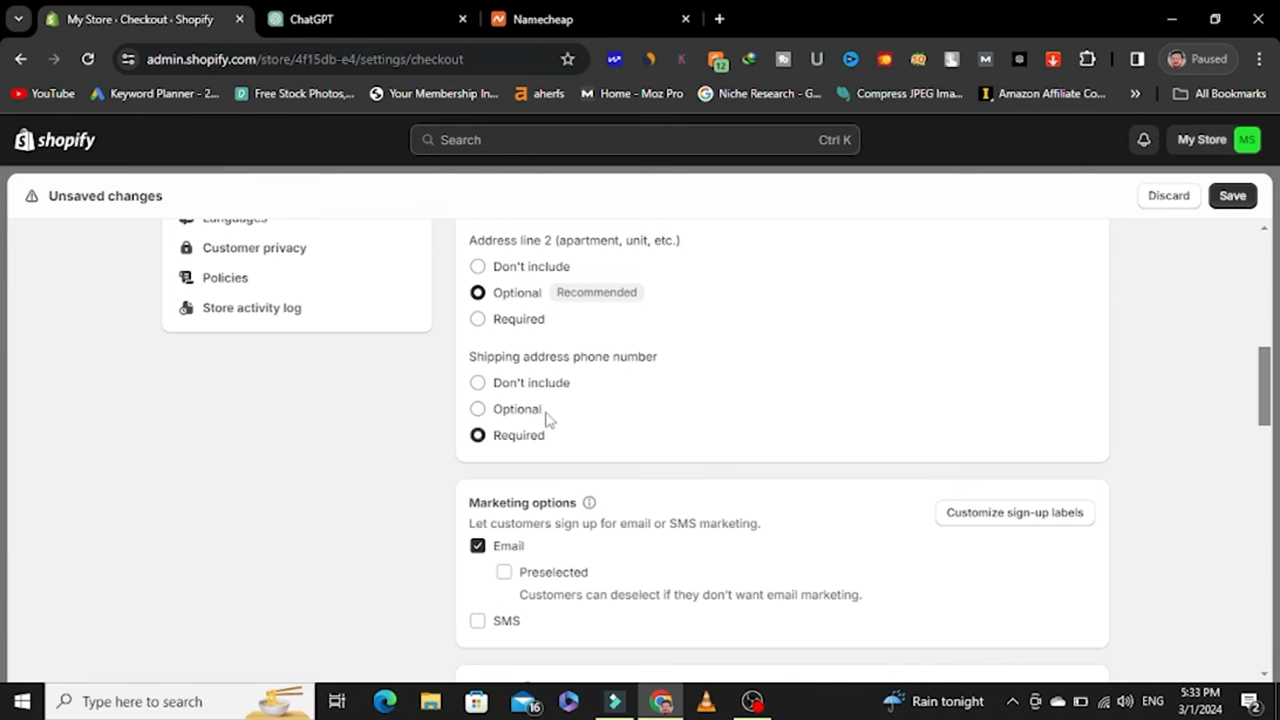 My Store · Checkout · Shopify
ChatGPT
Namecheap
admin.shopify.com/store/4f15db-e4/settings/checkout
12
Paused
YouTube
Keyword Planner - 2...
Free Stock Photos,...
Your Membership In...
aherfs
Home - Moz Pro
Niche Research - G...
Compress JPEG Ima...
Amazon Affiliate Co...
All Bookmarks
shopify
Search
Ctrl K
My Store
MS
Unsaved changes
Discard
Save
Languages
Customer privacy
Policies
Store activity log
Address line 2 (apartment, unit, etc.)
Don't include
Optional Recommended
Required
Shipping address phone number
Don't include
Optional
Required
Marketing options
Let customers sign up for email or SMS marketing.
Customize sign-up labels
Email
Preselected
Customers can deselect if they don't want email marketing.
SMS
Type here to search
16
Rain tonight
ENG
5:33 PM
3/1/2024
2